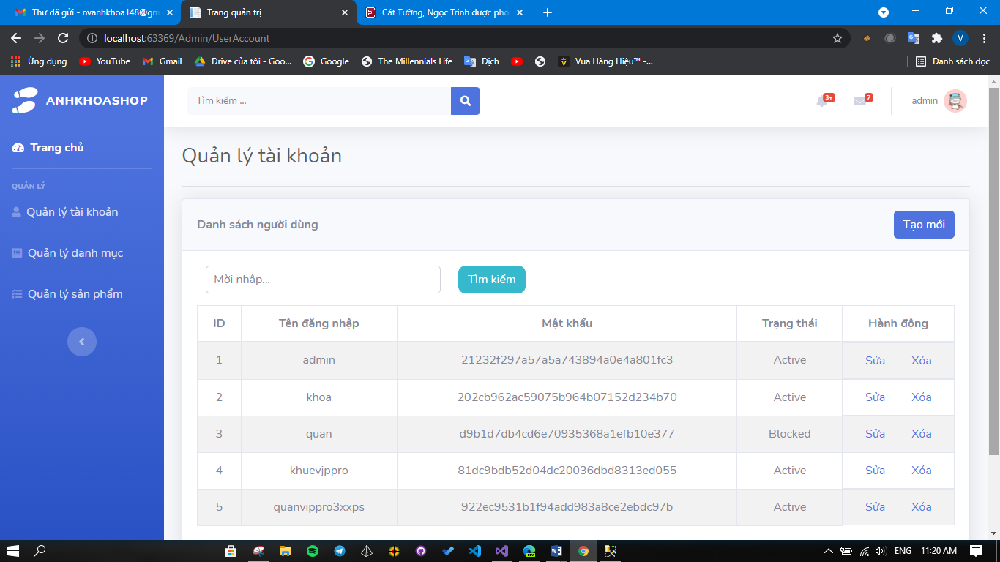 Thư đã gửi - nvanhkhoa148@gm
Trang quản trị
Cát Tường, Ngọc Trinh được pho
localhost:63369/Admin/UserAccount
V
Ứng dụng
YouTube
Gmail
Drive của tôi - Goo...
Google
The Millennials Life
Dịch
Vua Hàng Hiệu™ -...
Danh sách đọc
ANHKHOASHOP
Tìm kiếm ...
3+
7
admin
Trang chủ
QUẢN LÝ
Quản lý tài khoản
Quản lý danh mục
Quản lý sản phẩm
Quản lý tài khoản
Danh sách người dùng
Tạo mới
Mời nhập...
Tìm kiếm
ID Tên đăng nhập Mật khẩu Trạng thái Hành động
1 admin 21232f297a57a5a743894a0e4a801fc3 Active Sửa Xóa
2 khoa 202cb962ac59075b964b07152d234b70 Active Sửa Xóa
3 quan d9b1d7db4cd6e70935368a1efb10e377 Blocked Sửa Xóa
4 khuevjppro 81dc9bdb52d04dc20036dbd8313ed055 Active Sửa Xóa
5 quanvippro3xxps 922ec9531b1f94add983a8ce2ebdc97b Active Sửa Xóa
ENG
11:20 AM